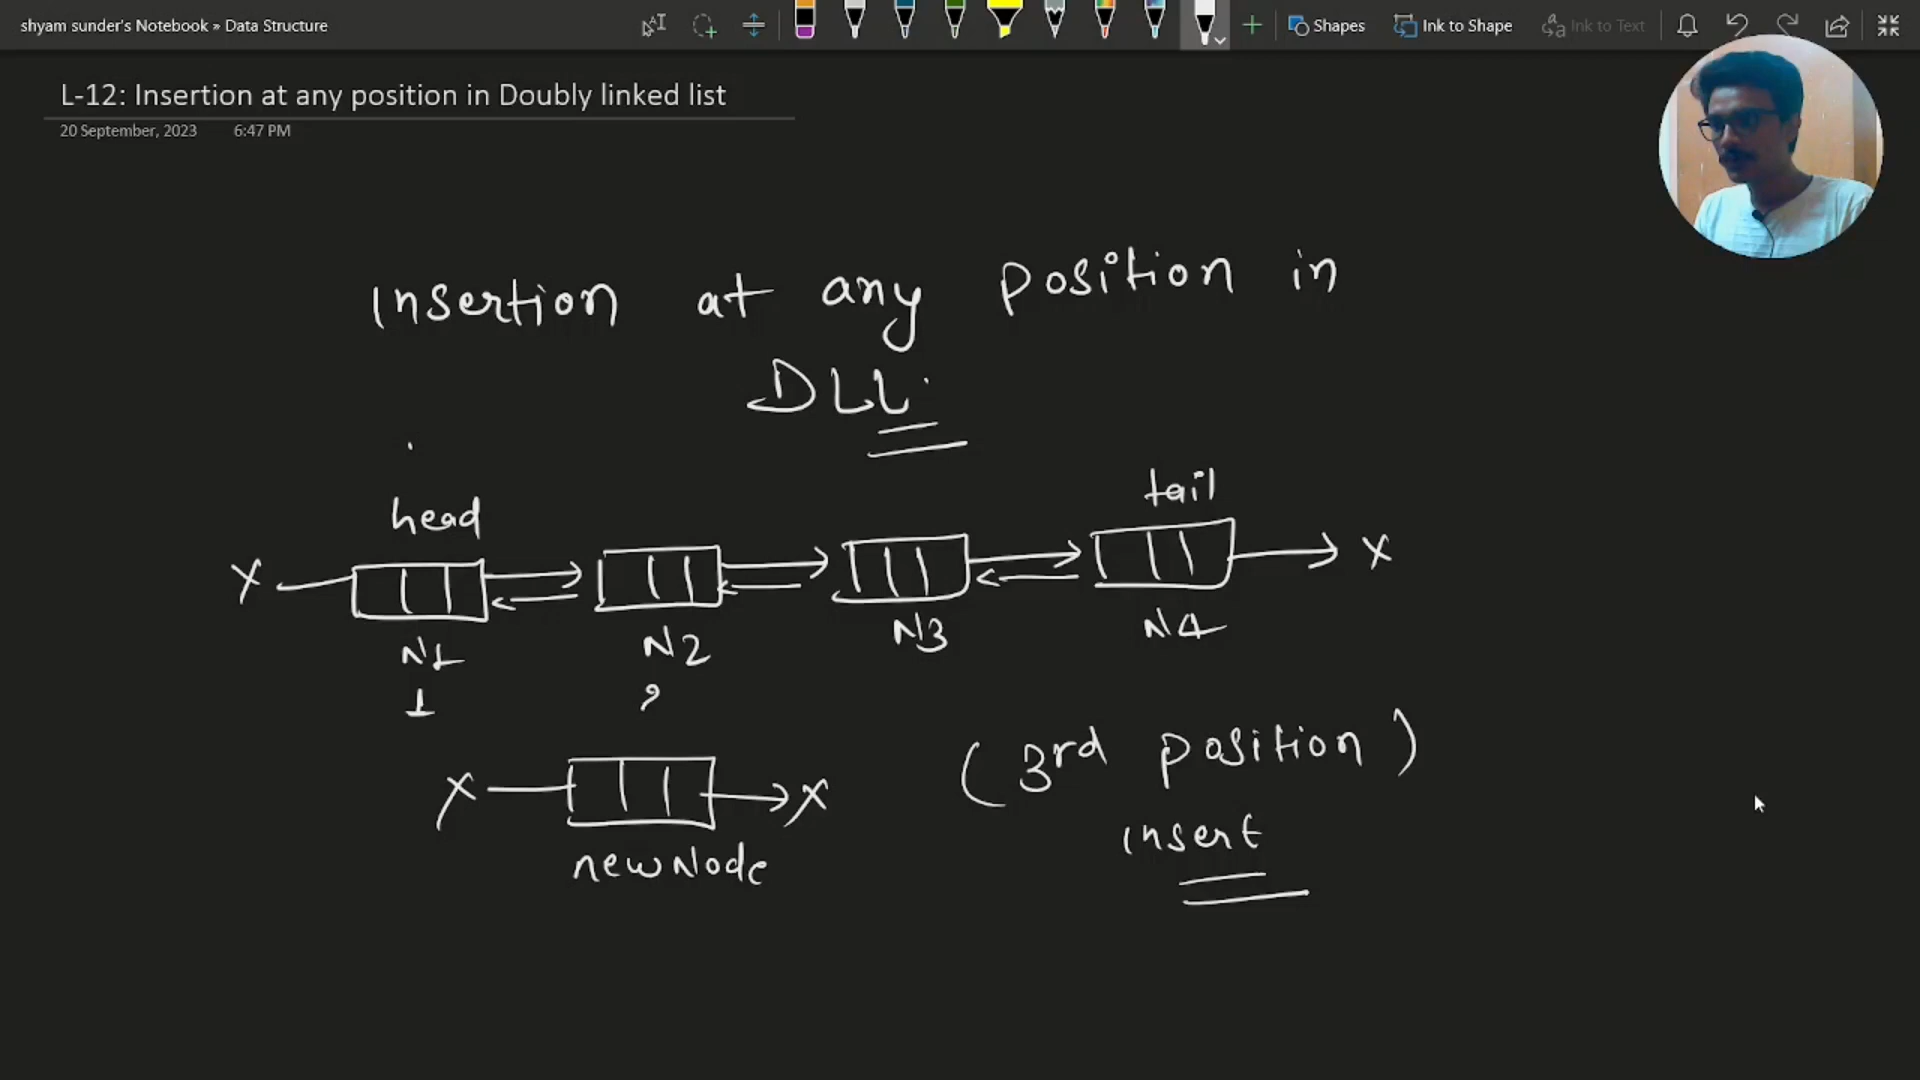 shyam sunder's Notebook » Data Structure
Shapes
Ink to Shape
Ink to Text
L-12: Insertion at any position in Doubly linked list
20 September, 2023 6:47 PM
Insertion at any position in
DLL
head
tail
X
X
N1
N2
N3
N4
1
2
X
X
(3rd position)
insert
newNode